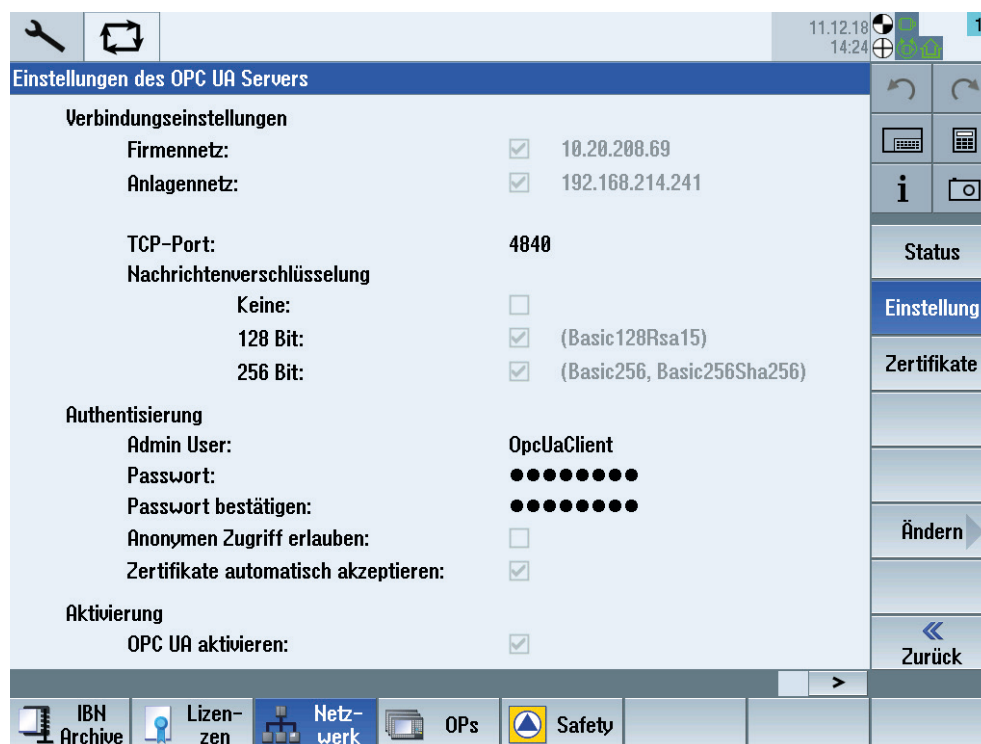 11.12.18
14:24
1
Einstellungen des OPC UA Servers
Verbindungseinstellungen
Firmennetz: 10.20.208.69
Anlagennetz: 192.168.214.241
TCP-Port: 4840
Nachrichtenverschlüsselung
Keine:
128 Bit: (Basic128Rsa15)
256 Bit: (Basic256, Basic256Sha256)
Authentisierung
Admin User: OpcUaClient
Passwort: ●●●●●●●●
Passwort bestätigen: ●●●●●●●●
Anonymen Zugriff erlauben:
Zertifikate automatisch akzeptieren:
Aktivierung
OPC UA aktivieren:
i
Status
Einstellung
Zertifikate
Ändern
«
Zurück
>
IBN
Archive
Lizen-
zen
Netz-
werk
OPs
Safety